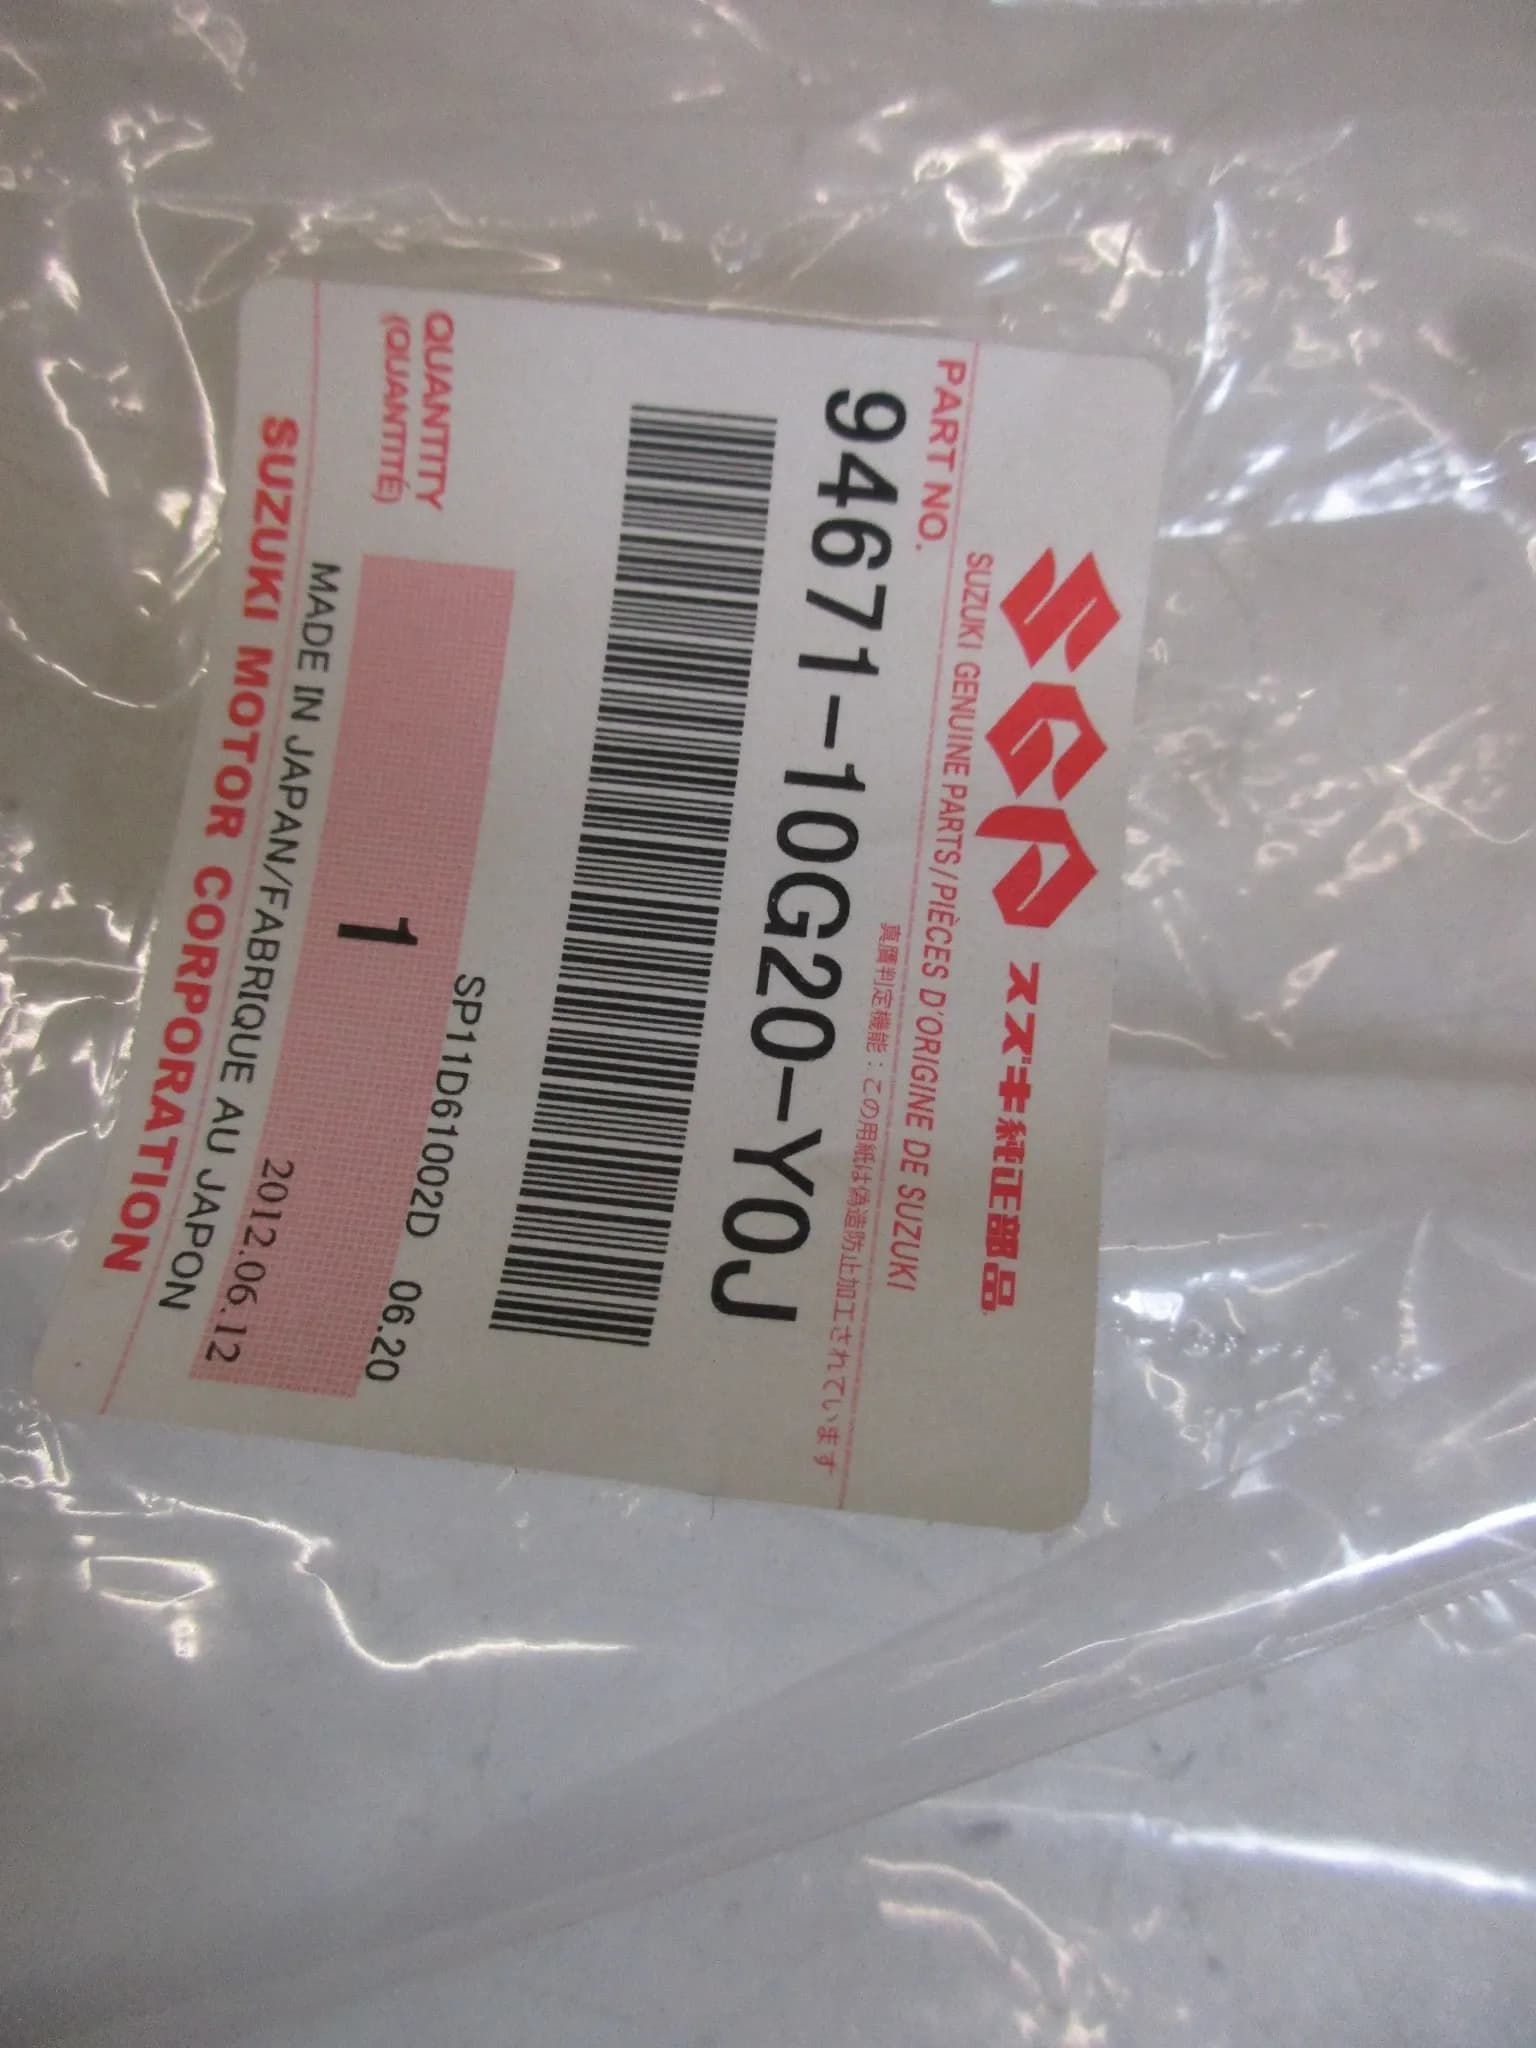 SGP スズキ純正部品
SUZUKI GENUINE PARTS/PIÈCES D'ORIGINE DE SUZUKI
PART NO.
真贋判定機能：この用紙は偽造防止加工されています
94671-10G20-Y0J
SP11D61002D 06.20
QUANTITY
(QUANTITÉ)
1
2012.06.12
MADE IN JAPAN/FABRIQUE AU JAPON
SUZUKI MOTOR CORPORATION